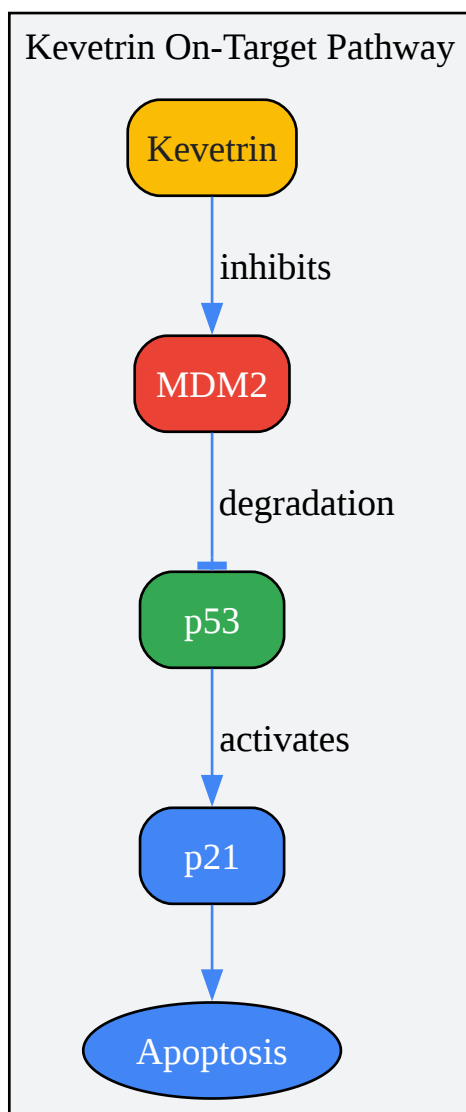 Kevetrin On-Target Pathway
Kevetrin
inhibits
MDM2
degradation
p53
activates
p21
Apoptosis